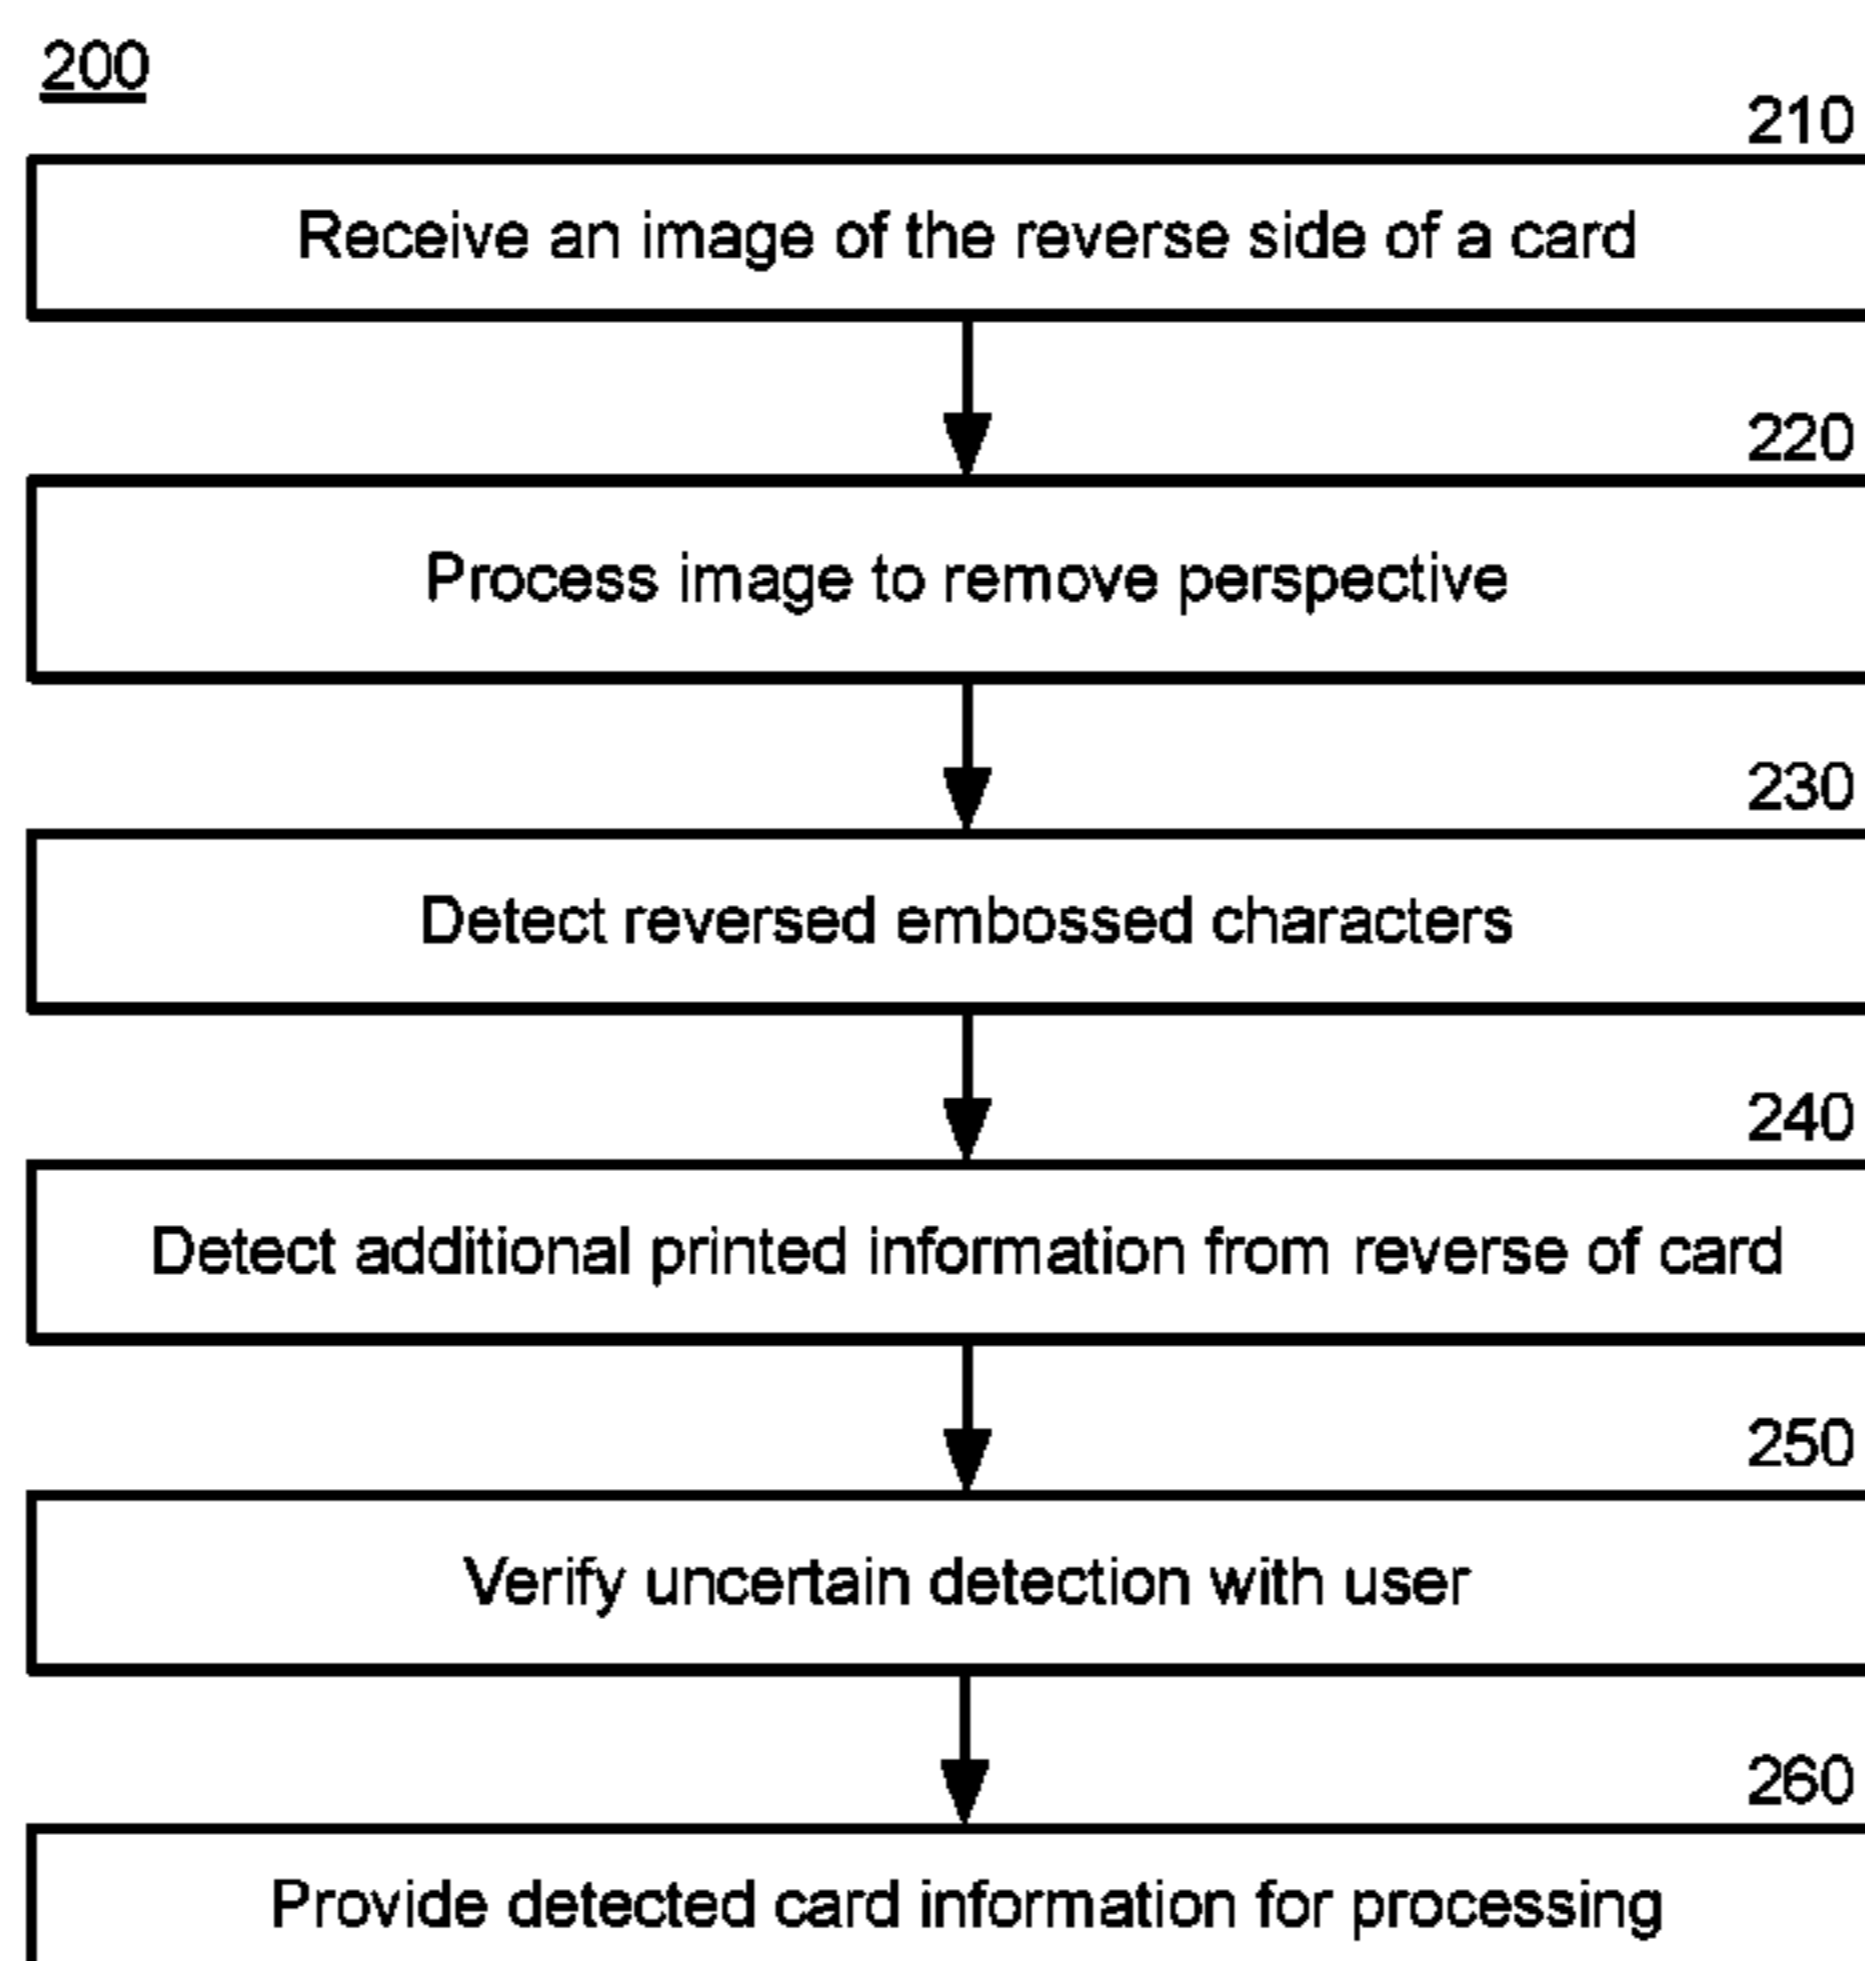 200
210
Receive an image of the reverse side of a card
220
Process image to remove perspective
230
Detect reversed embossed characters
240
Detect additional printed information from reverse of card
250
Verify uncertain detection with user
260
Provide detected card information for processing